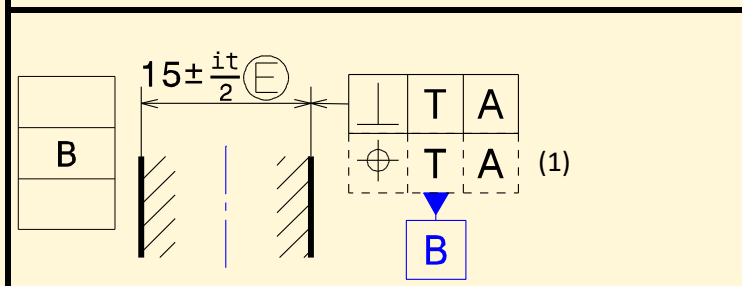 15± it/2 Ⓔ
⊥ T A
B
⌖ T A (1)
B